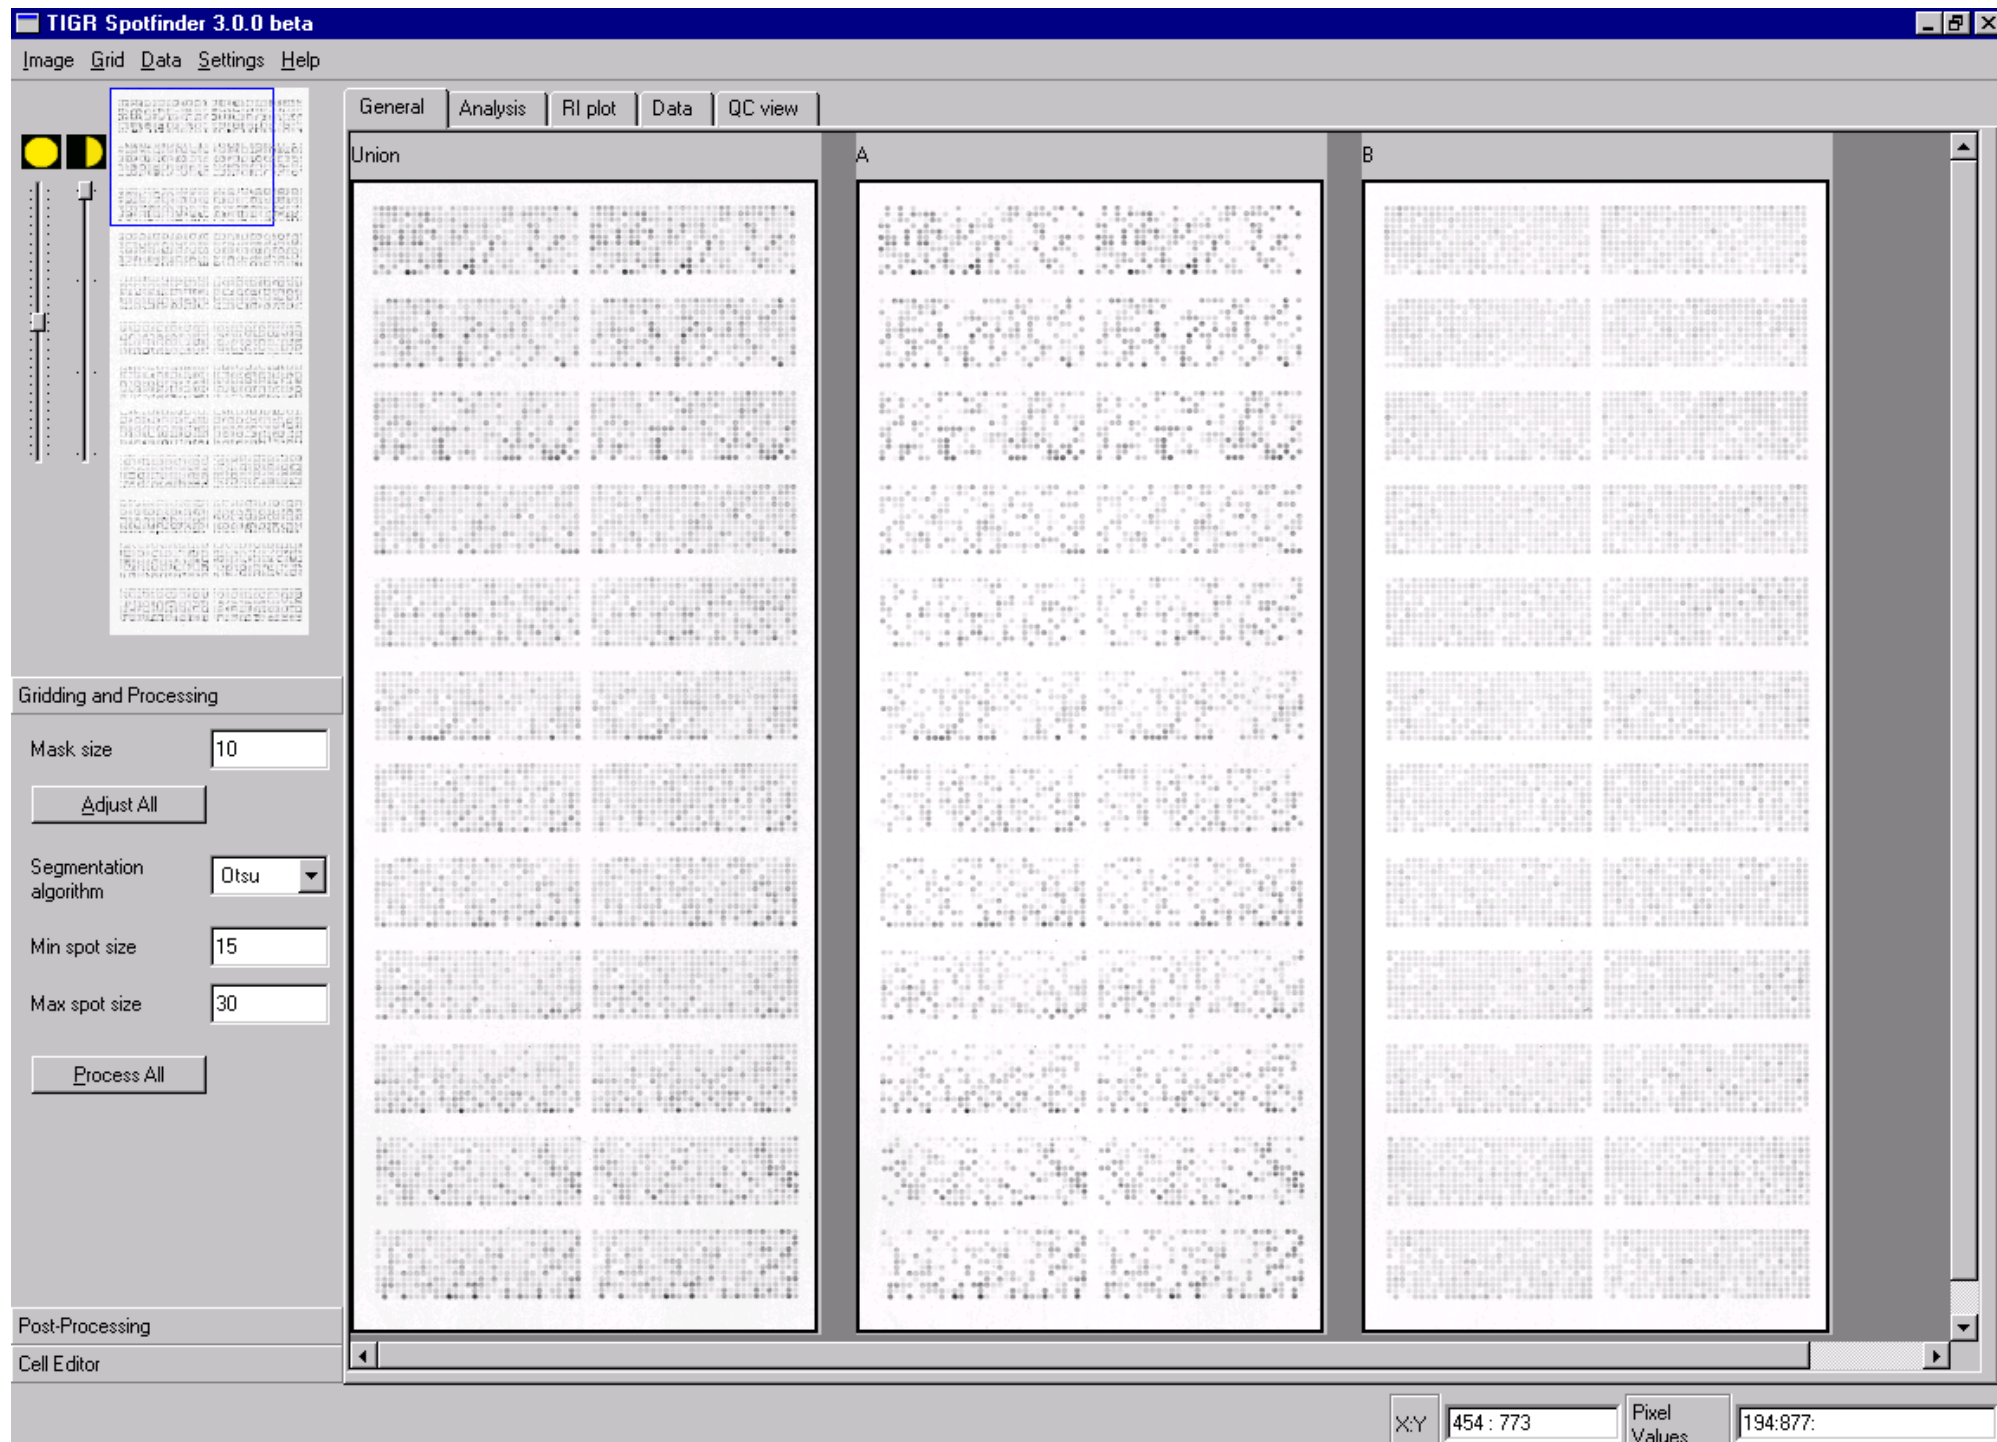 TIGR Spotfinder 3.0.0 beta
Image Grid Data Settings Help
General Analysis RI plot Data QC view
Union A B
Gridding and Processing
Mask size 10
Adjust All
Segmentation
algorithm Otsu
Min spot size 15
Max spot size 30
Process All
Post-Processing
Cell Editor
X:Y 454 : 773 Pixel
Values 194:877: